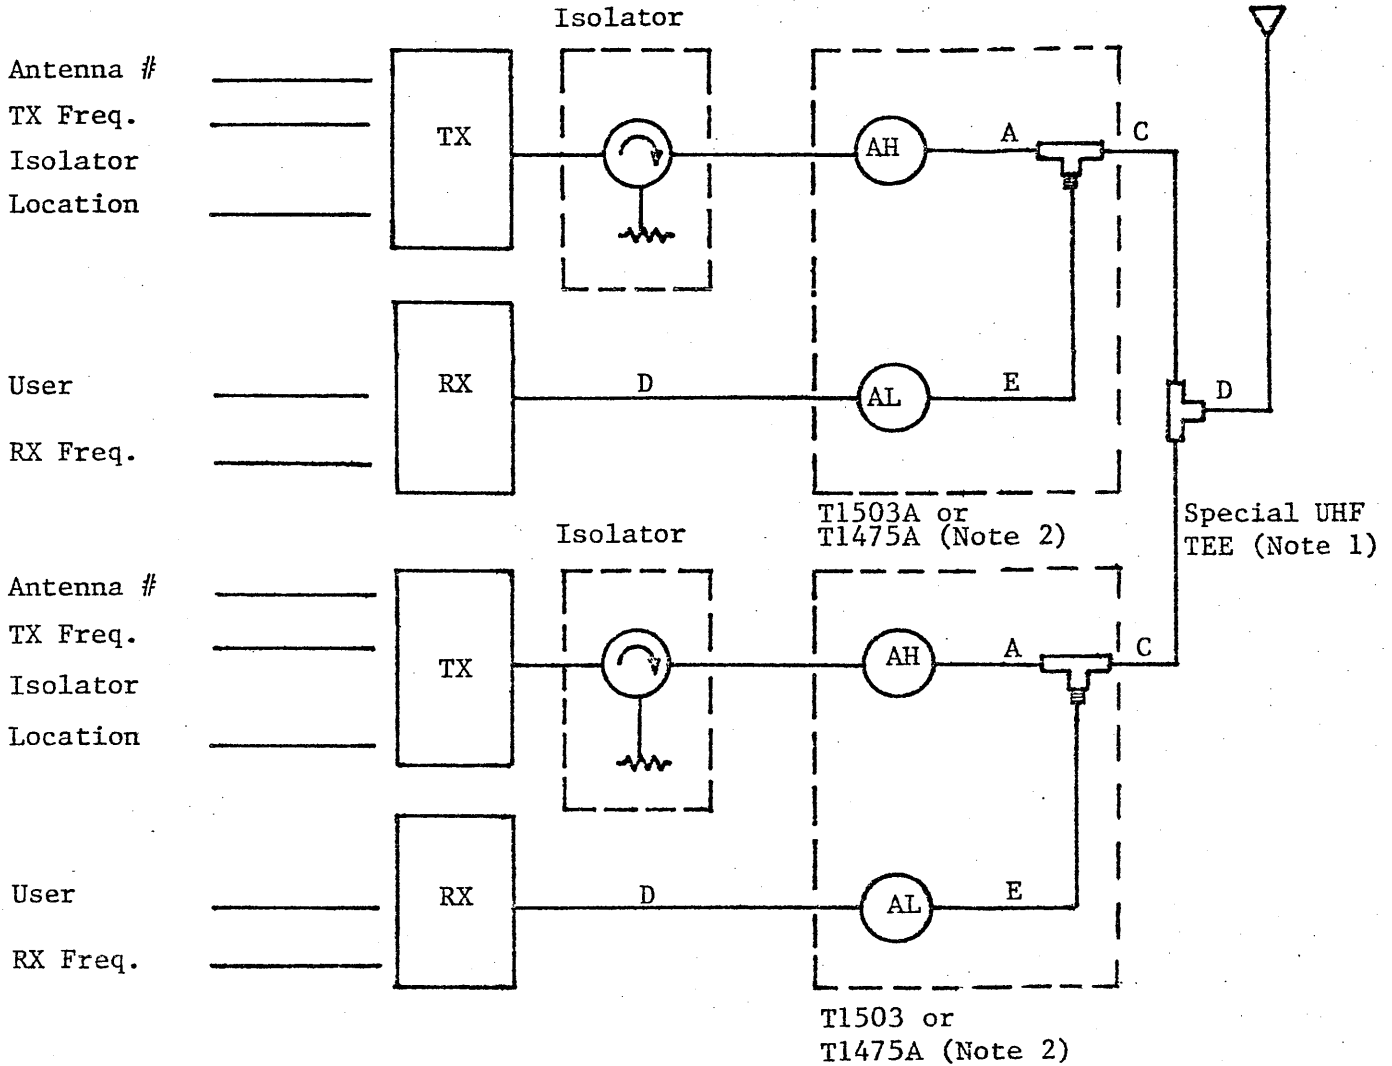 Isolator
Antenna #
TX Freq.
Isolator
Location
TX
AH
A
C
User
RX Freq.
RX
D
AL
E
D
T1503A or
T1475A (Note 2)
Special UHF
TEE (Note 1)
Isolator
Antenna #
TX Freq.
Isolator
Location
TX
AH
A
C
User
RX Freq.
RX
D
AL
E
T1503 or
T1475A (Note 2)